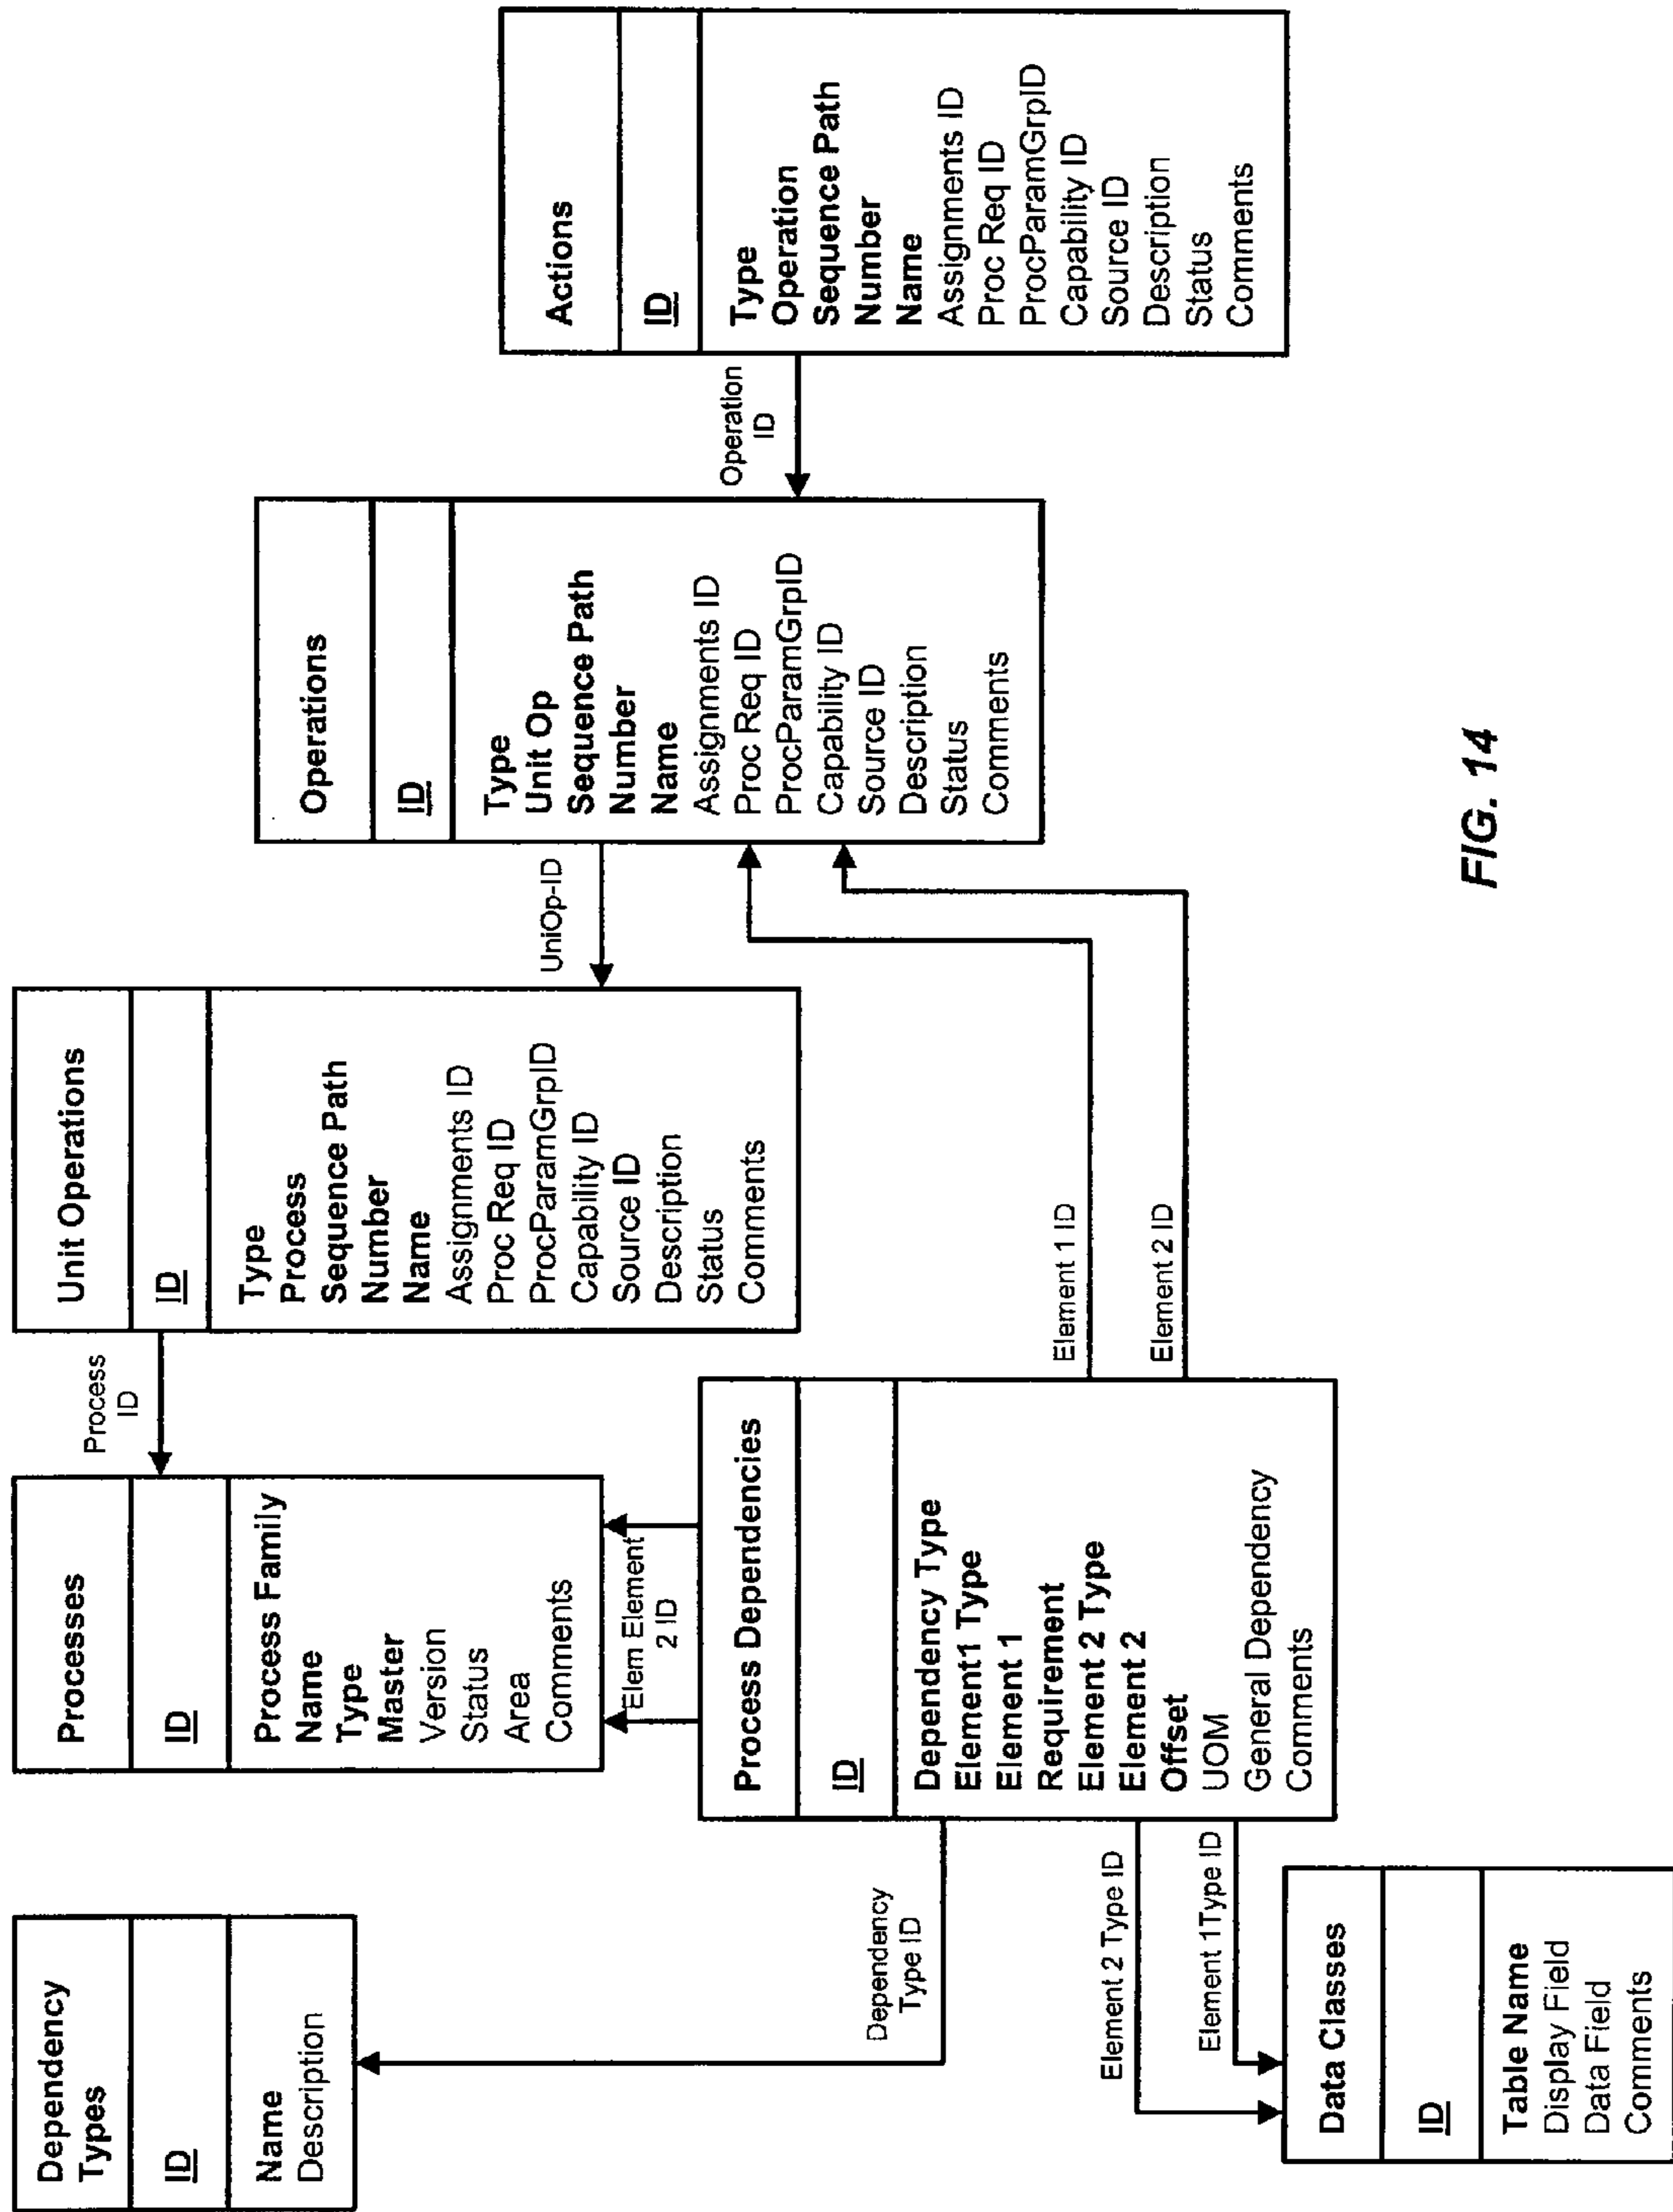 Dependency
Types
ID
Name
Description
Processes
ID
Process Family
Name
Type
Master
Version
Status
Area
Comments
Process
ID
Unit Operations
ID
Type
Process
Sequence Path
Number
Name
Assignments ID
Proc Req ID
ProcParamGrpID
Capability ID
Source ID
Description
Status
Comments
UniOp-ID
Operations
ID
Type
Unit Op
Sequence Path
Number
Name
Assignments ID
Proc Req ID
ProcParamGrpID
Capability ID
Source ID
Description
Status
Comments
Operation
ID
Actions
ID
Type
Operation
Sequence Path
Number
Name
Assignments ID
Proc Req ID
ProcParamGrpID
Capability ID
Source ID
Description
Status
Comments
Elem Element
2 ID
Process Dependencies
ID
Dependency Type
Element1 Type
Element 1
Requirement
Element 2 Type
Element 2
Offset
UOM
General Dependency
Comments
Dependency
Type ID
Element 2 Type ID
Element 1Type ID
Element 1 ID
Element 2 ID
Data Classes
ID
Table Name
Display Field
Data Field
Comments
FIG. 14